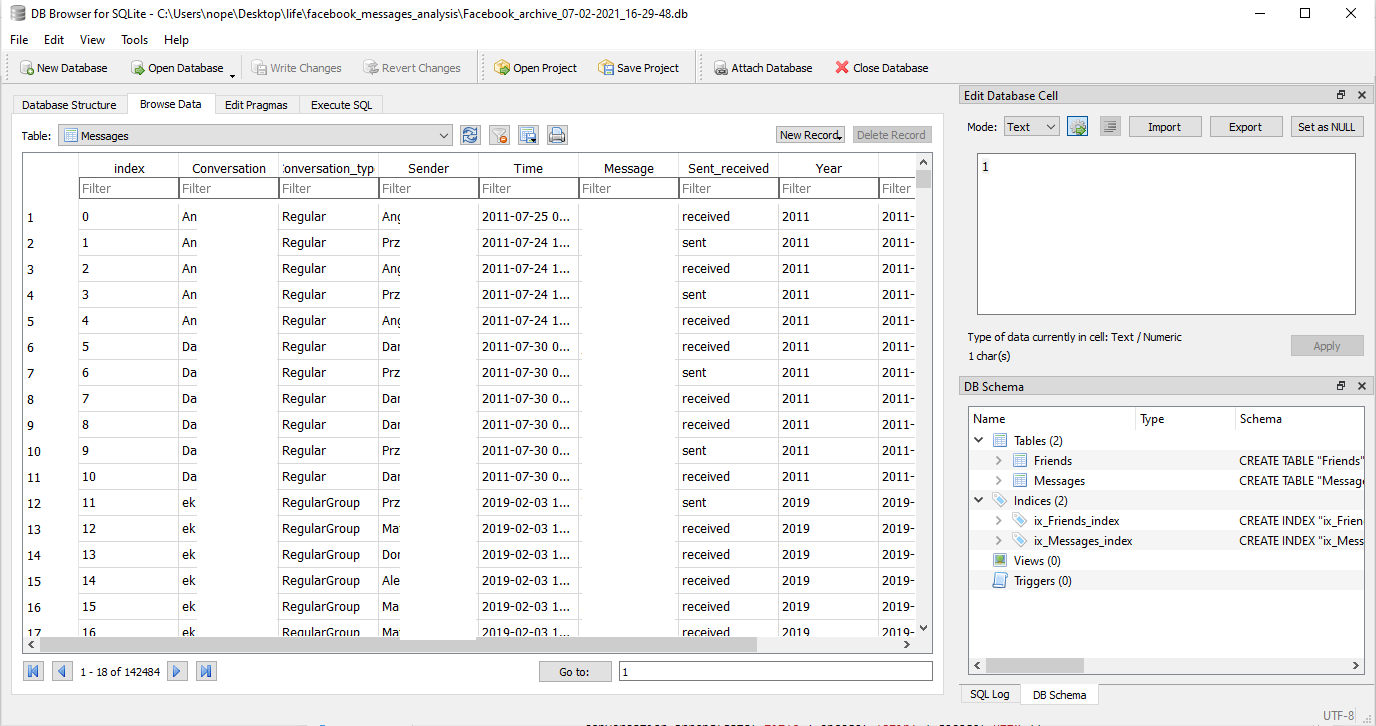 DB Browser for SQLite - C:\Users\nope\Desktop\life\facebook_messages_analysis\Facebook_archive_07-02-2021_16-29-48.db
File Edit View Tools Help
New Database Open Database Write Changes Revert Changes Open Project Save Project Attach Database Close Database
Database Structure Browse Data Edit Pragmas Execute SQL
Table: Messages New Record Delete Record
index Conversation Conversation_type Sender Time Message Sent_received Year
Filter Filter Filter Filter Filter Filter Filter Filter Filter
1 0 An Regular Ang 2011-07-25 0... received 2011 2011-
2 1 An Regular Prz 2011-07-24 1... sent 2011 2011-
3 2 An Regular Ang 2011-07-24 1... received 2011 2011-
4 3 An Regular Prz 2011-07-24 1... sent 2011 2011-
5 4 An Regular Ang 2011-07-24 1... received 2011 2011-
6 5 Da Regular Dar 2011-07-30 0... received 2011 2011-
7 6 Da Regular Prz 2011-07-30 0... sent 2011 2011-
8 7 Da Regular Dar 2011-07-30 0... received 2011 2011-
9 8 Da Regular Dar 2011-07-30 0... received 2011 2011-
10 9 Da Regular Prz 2011-07-30 0... sent 2011 2011-
11 10 Da Regular Dar 2011-07-30 0... received 2011 2011-
12 11 ek RegularGroup Prz 2019-02-03 1... sent 2019 2019-
13 12 ek RegularGroup Ma 2019-02-03 1... received 2019 2019-
14 13 ek RegularGroup Dor 2019-02-03 1... received 2019 2019-
15 14 ek RegularGroup Ale 2019-02-03 1... received 2019 2019-
16 15 ek RegularGroup Ma 2019-02-03 1... received 2019 2019-
17 16 ek RegularGroup Ma 2019-02-03 1... received 2019 2019-
1 - 18 of 142484 Go to: 1
Edit Database Cell
Mode: Text Import Export Set as NULL
1
Type of data currently in cell: Text / Numeric
1 char(s)
Apply
DB Schema
Name Type Schema
Tables (2)
Friends CREATE TABLE "Friends"
Messages CREATE TABLE "Message
Indices (2)
ix_Friends_index CREATE INDEX "ix_Frien
ix_Messages_index CREATE INDEX "ix_Mess
Views (0)
Triggers (0)
SQL Log DB Schema
UTF-8